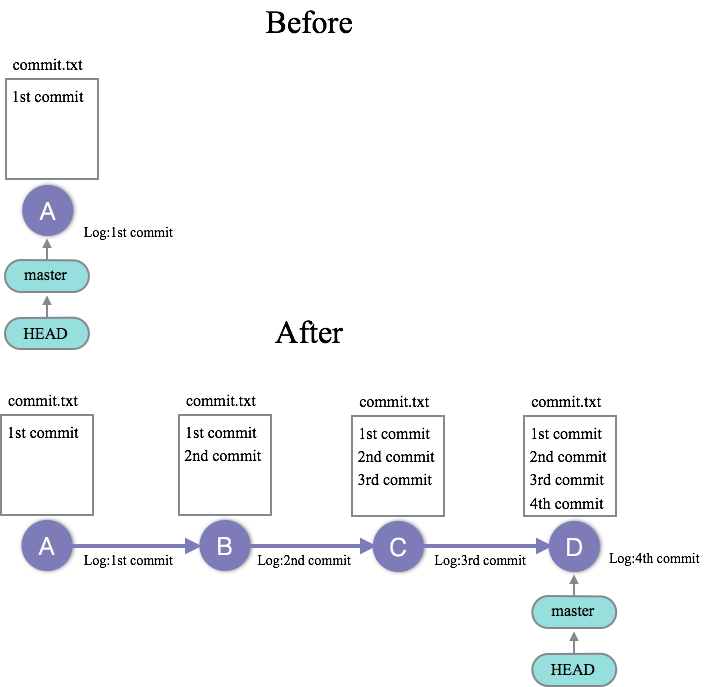 Before
commit.txt
1st commit
A
Log:1st commit
master
HEAD
After
commit.txt
1st commit
A
Log:1st commit
commit.txt
1st commit
2nd commit
B
Log:2nd commit
commit.txt
1st commit
2nd commit
3rd commit
C
Log:3rd commit
commit.txt
1st commit
2nd commit
3rd commit
4th commit
D
Log:4th commit
master
HEAD